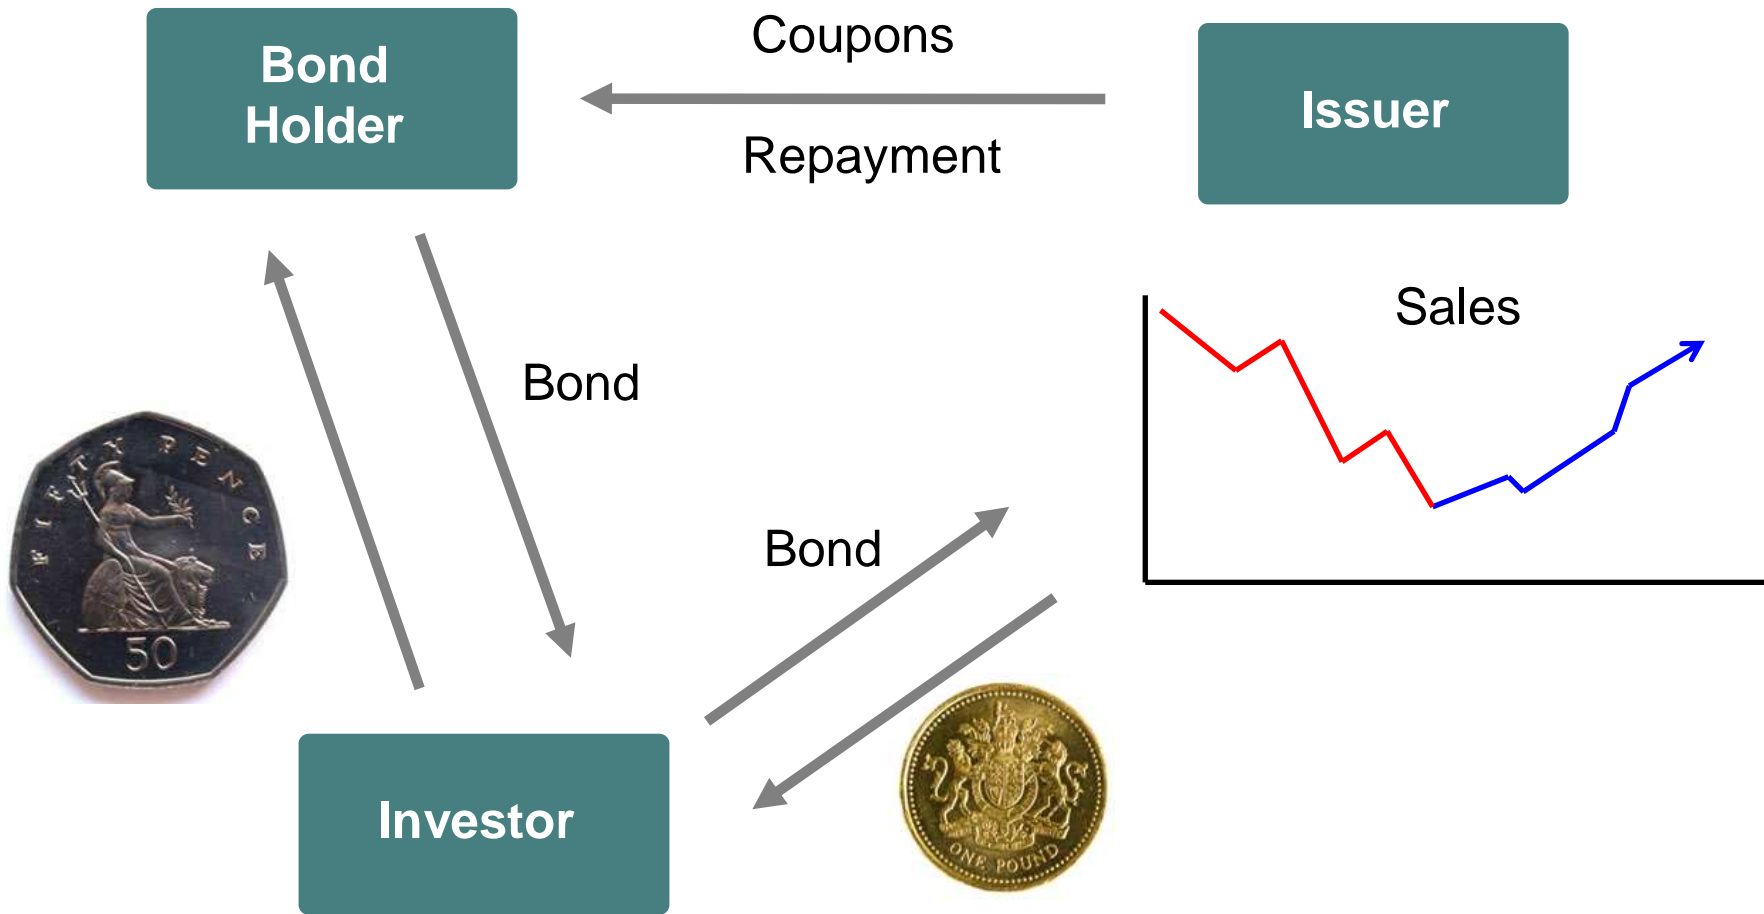 Coupons
Bond
Holder
Issuer
Repayment
Sales
Bond
FIFTY PENCE
50
Bond
Investor
ONE POUND